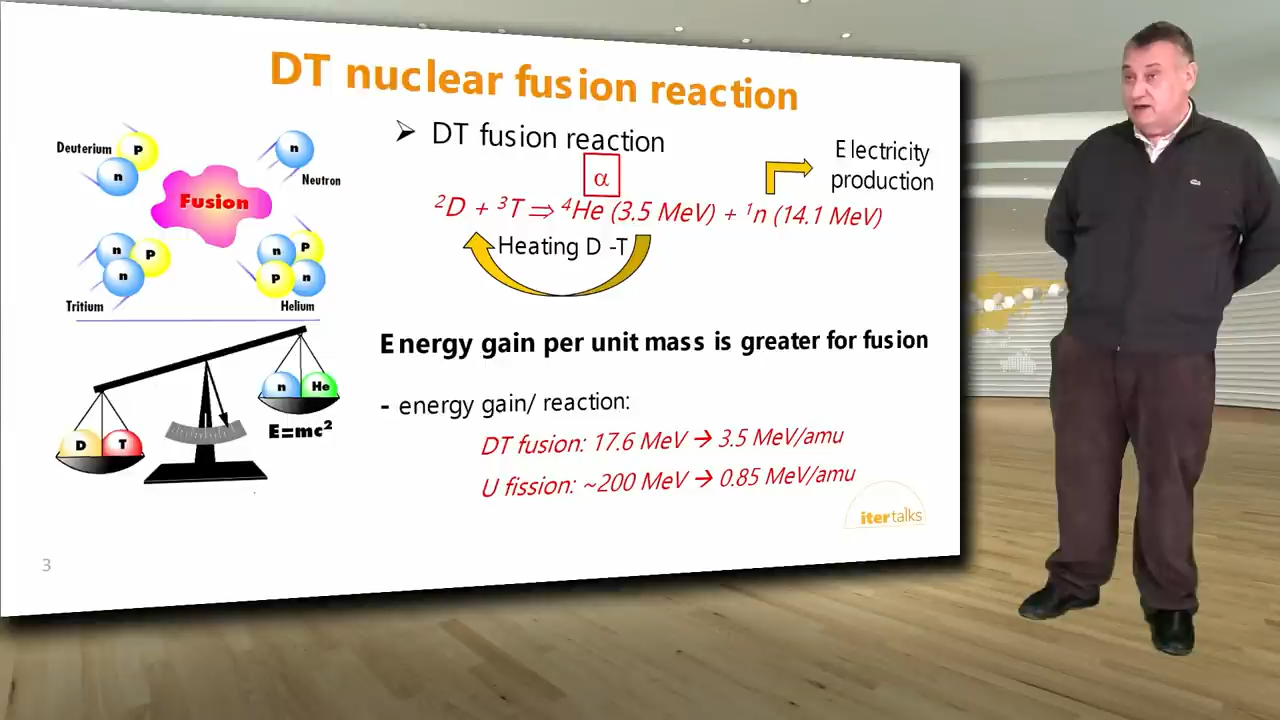 DT nuclear fusion reaction
Deuterium
P
n
n
Neutron
Fusion
n
P
n
Tritium
n
P
P
n
Helium
D
T
n
He
E=mc²
➢ DT fusion reaction
α
Electricity
production
²D + ³T ⇒ ⁴He (3.5 MeV) + ¹n (14.1 MeV)
Heating D -T
Energy gain per unit mass is greater for fusion
- energy gain/ reaction:
DT fusion: 17.6 MeV → 3.5 MeV/amu
U fission: ~200 MeV → 0.85 MeV/amu
iter talks
3